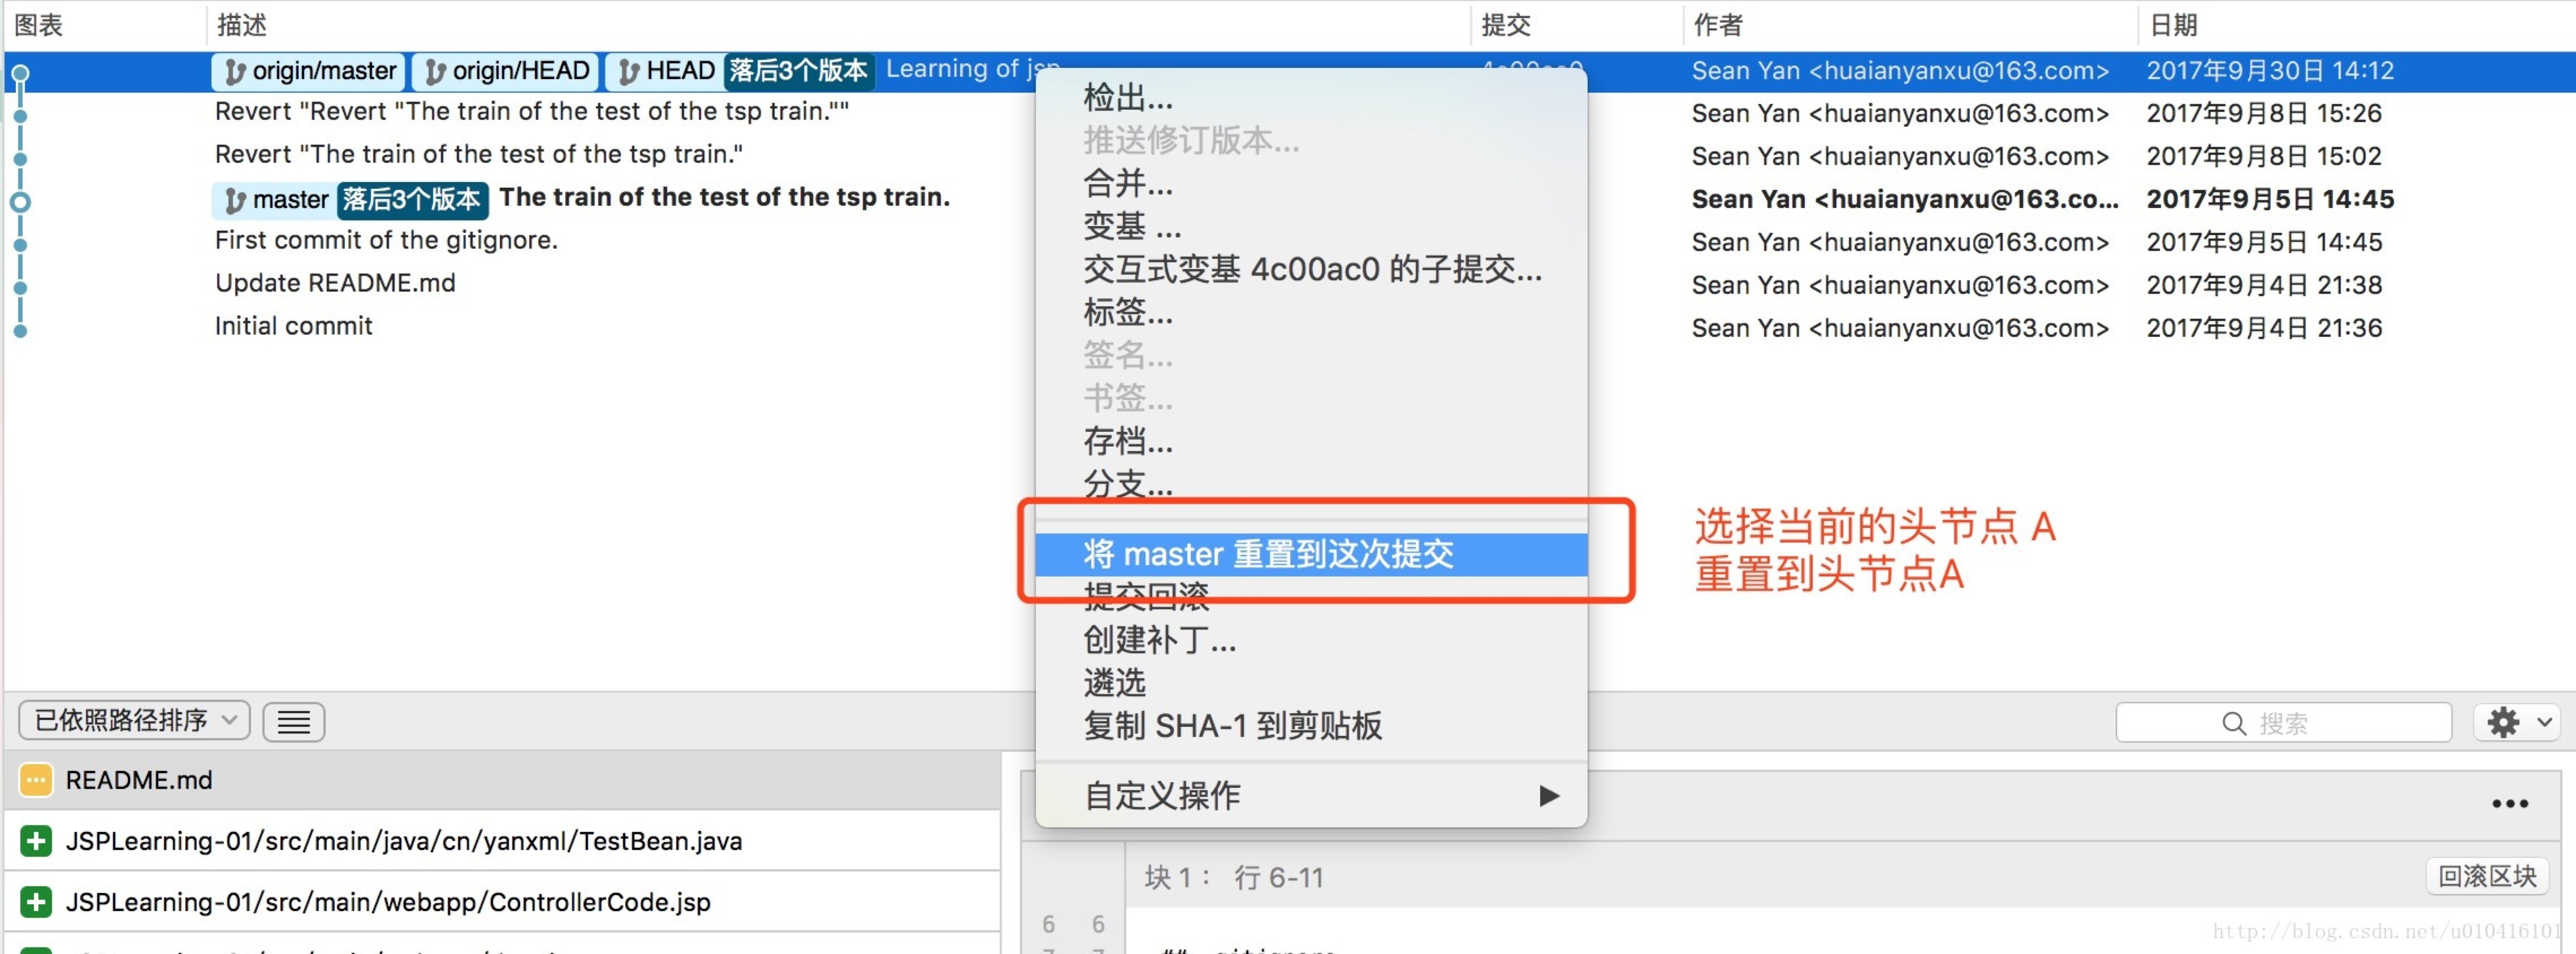 图表 描述 提交 作者 日期
origin/master origin/HEAD HEAD 落后3个版本 Learning of jsp 4c00ac0 Sean Yan <huaianyanxu@163.com> 2017年9月30日 14:12
Revert "Revert "The train of the test of the tsp train."" Sean Yan <huaianyanxu@163.com> 2017年9月8日 15:26
Revert "The train of the test of the tsp train." Sean Yan <huaianyanxu@163.com> 2017年9月8日 15:02
master 落后3个版本 The train of the test of the tsp train. Sean Yan <huaianyanxu@163.co... 2017年9月5日 14:45
First commit of the gitignore. Sean Yan <huaianyanxu@163.com> 2017年9月5日 14:45
Update README.md Sean Yan <huaianyanxu@163.com> 2017年9月4日 21:38
Initial commit Sean Yan <huaianyanxu@163.com> 2017年9月4日 21:36
检出...
推送修订版本...
合并...
变基 ...
交互式变基 4c00ac0 的子提交...
标签...
签名...
书签...
存档...
分支...
将 master 重置到这次提交
提交回滚
创建补丁...
遴选
复制 SHA-1 到剪贴板
自定义操作
选择当前的头节点 A
重置到头节点A
已依照路径排序 搜索
README.md
JSPLearning-01/src/main/java/cn/yanxml/TestBean.java
JSPLearning-01/src/main/webapp/ControllerCode.jsp
块 1： 行 6-11 回滚区块
6 6
7 7
http://blog.csdn.net/u010416101